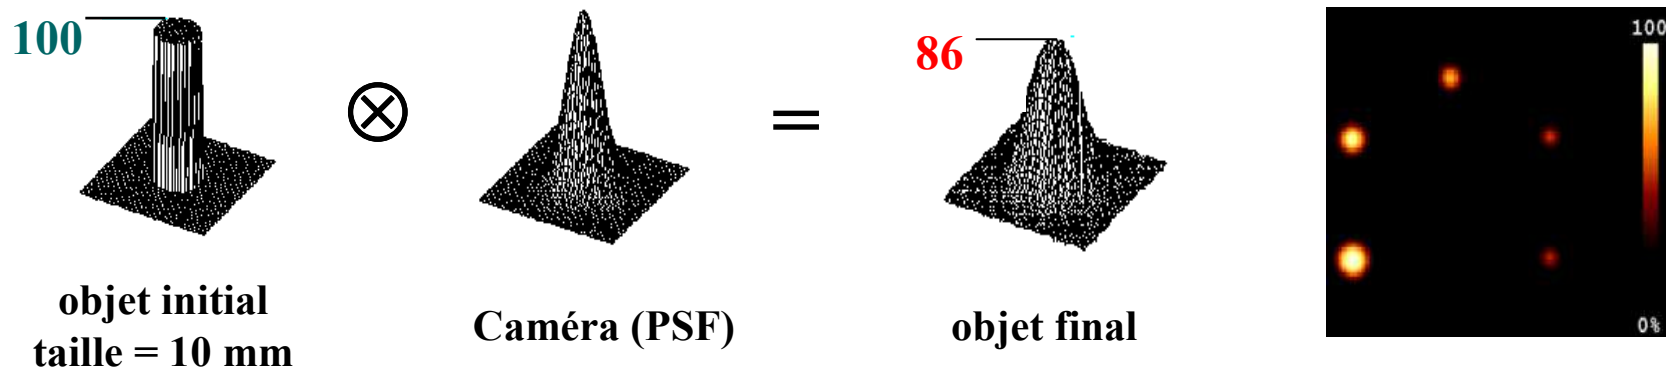 100
86
100
objet initial
taille = 10 mm
Caméra (PSF)
objet final
0%